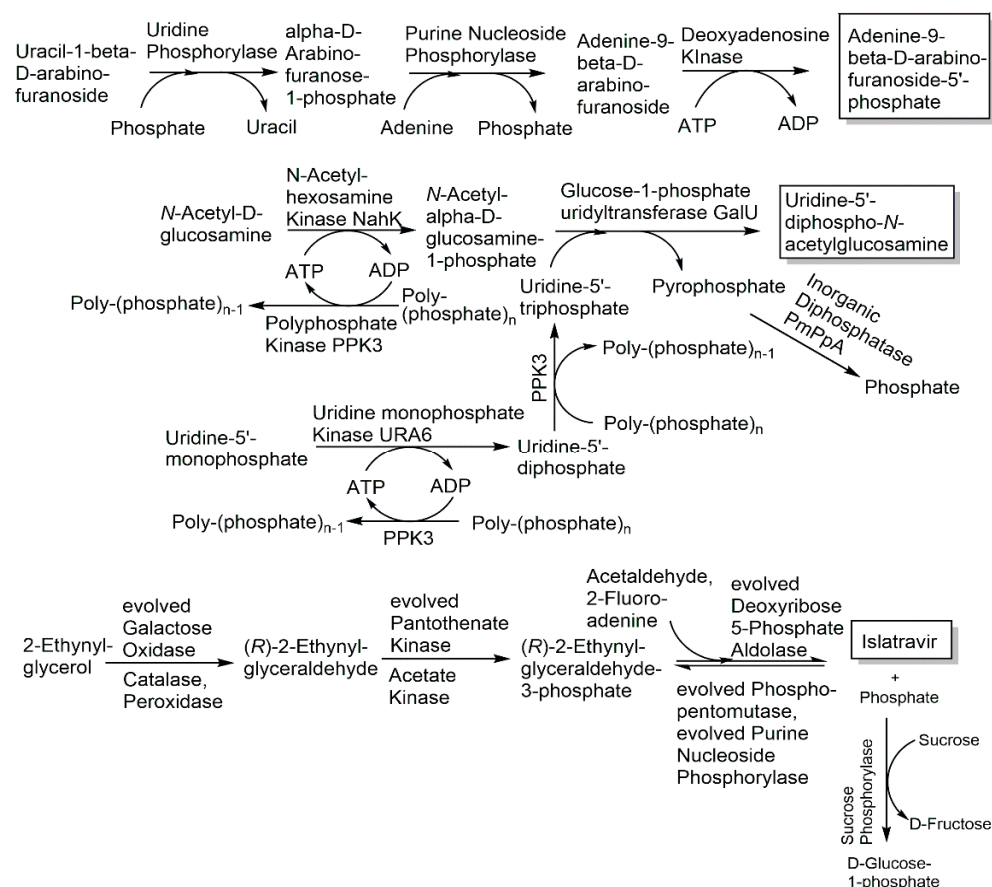 Uracil-1-beta-
D-arabino-
furanoside
Uridine
Phosphorylase
Phosphate
Uracil
alpha-D-
Arabino-
furanose-
1-phosphate
Purine Nucleoside
Phosphorylase
Adenine
Phosphate
Adenine-9-
beta-D-
arabino-
furanoside
Deoxyadenosine
KInase
ATP
ADP
Adenine-9-
beta-D-arabino-
furanoside-5'-
phosphate
N-Acetyl-D-
glucosamine
N-Acetyl-
hexosamine
Kinase NahK
ATP
ADP
Poly-(phosphate)n-1
Poly-
(phosphate)n
Polyphosphate
Kinase PPK3
N-Acetyl-
alpha-D-
glucosamine-
1-phosphate
Glucose-1-phosphate
uridyltransferase GalU
Uridine-5'-
triphosphate
Pyrophosphate
Uridine-5'-
diphospho-N-
acetylglucosamine
Inorganic
Diphosphatase
PmPpA
Phosphate
PPK3
Poly-(phosphate)n-1
Poly-(phosphate)n
Uridine-5'-
monophosphate
Uridine monophosphate
Kinase URA6
Uridine-5'-
diphosphate
ATP
ADP
Poly-(phosphate)n-1
Poly-(phosphate)n
PPK3
2-Ethynyl-
glycerol
evolved
Galactose
Oxidase
Catalase,
Peroxidase
(R)-2-Ethynyl-
glyceraldehyde
evolved
Pantothenate
Kinase
Acetate
Kinase
(R)-2-Ethynyl-
glyceraldehyde-
3-phosphate
Acetaldehyde,
2-Fluoro-
adenine
evolved
Deoxyribose
5-Phosphate
Aldolase
evolved Phospho-
pentomutase,
evolved Purine
Nucleoside
Phosphorylase
Islatravir
+
Phosphate
Sucrose
Phosphorylase
Sucrose
D-Fructose
D-Glucose-
1-phosphate